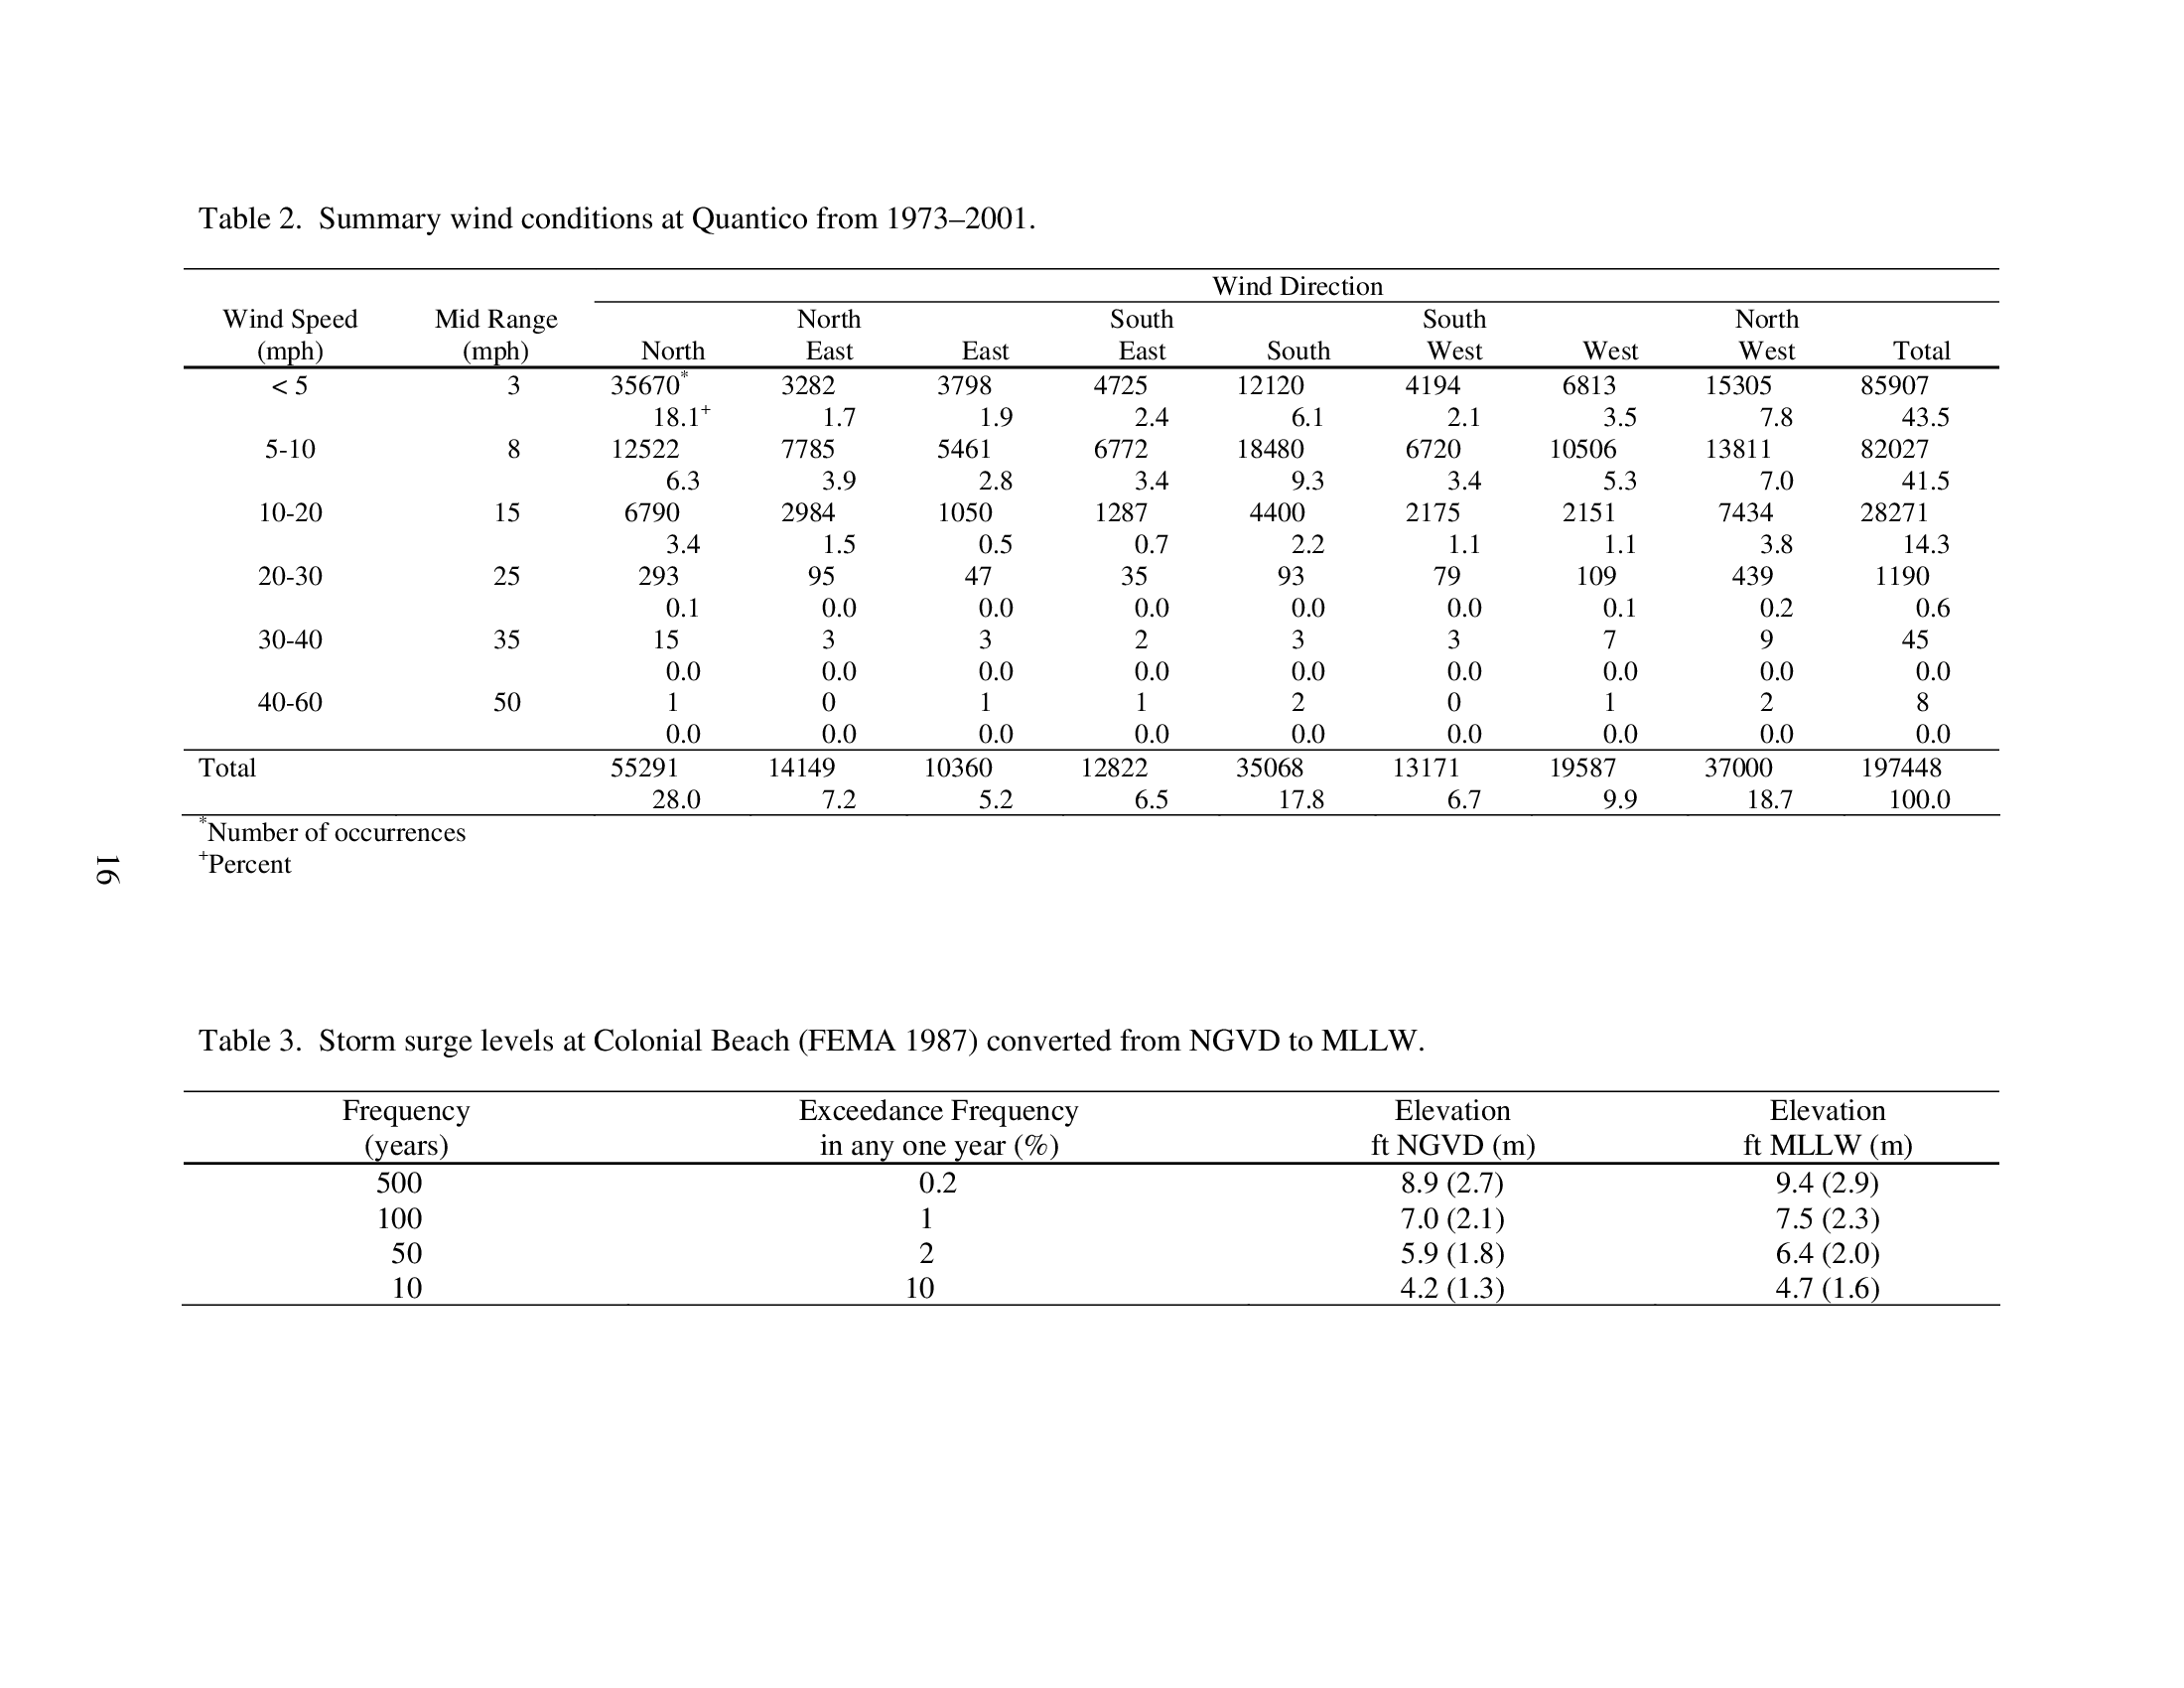 Table 2.  Summary wind conditions at Quantico from 1973–2001.
Wind Direction
Wind Speed Mid Range North South South North
(mph) (mph) North East East East South West West West Total
< 5 3 35670* 3282 3798 4725 12120 4194 6813 15305 85907
18.1+ 1.7 1.9 2.4 6.1 2.1 3.5 7.8 43.5
5-10 8 12522 7785 5461 6772 18480 6720 10506 13811 82027
6.3 3.9 2.8 3.4 9.3 3.4 5.3 7.0 41.5
10-20 15 6790 2984 1050 1287 4400 2175 2151 7434 28271
3.4 1.5 0.5 0.7 2.2 1.1 1.1 3.8 14.3
20-30 25 293 95 47 35 93 79 109 439 1190
0.1 0.0 0.0 0.0 0.0 0.0 0.1 0.2 0.6
30-40 35 15 3 3 2 3 3 7 9 45
0.0 0.0 0.0 0.0 0.0 0.0 0.0 0.0 0.0
40-60 50 1 0 1 1 2 0 1 2 8
0.0 0.0 0.0 0.0 0.0 0.0 0.0 0.0 0.0
Total 55291 14149 10360 12822 35068 13171 19587 37000 197448
28.0 7.2 5.2 6.5 17.8 6.7 9.9 18.7 100.0
*Number of occurrences
+Percent
16
Table 3.  Storm surge levels at Colonial Beach (FEMA 1987) converted from NGVD to MLLW.
Frequency Exceedance Frequency Elevation Elevation
(years) in any one year (%) ft NGVD (m) ft MLLW (m)
500 0.2 8.9 (2.7) 9.4 (2.9)
100 1 7.0 (2.1) 7.5 (2.3)
50 2 5.9 (1.8) 6.4 (2.0)
10 10 4.2 (1.3) 4.7 (1.6)